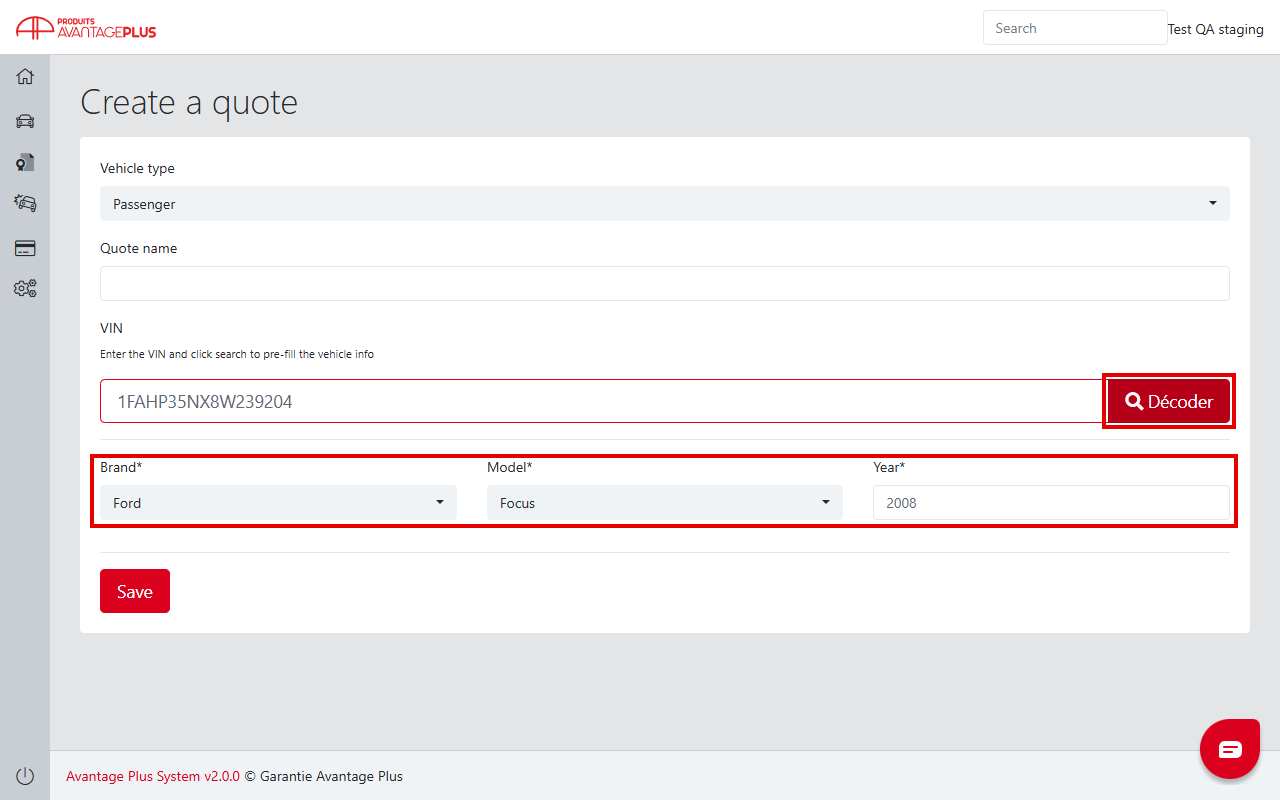 PRODUITS
AVANTAGEPLUS
Search
Test QA staging
Create a quote
Vehicle type
Passenger
Quote name
VIN
Enter the VIN and click search to pre-fill the vehicle info
1FAHP35NX8W239204
Décoder
Brand*
Model*
Year*
Ford
Focus
2008
Save
Avantage Plus System v2.0.0 © Garantie Avantage Plus